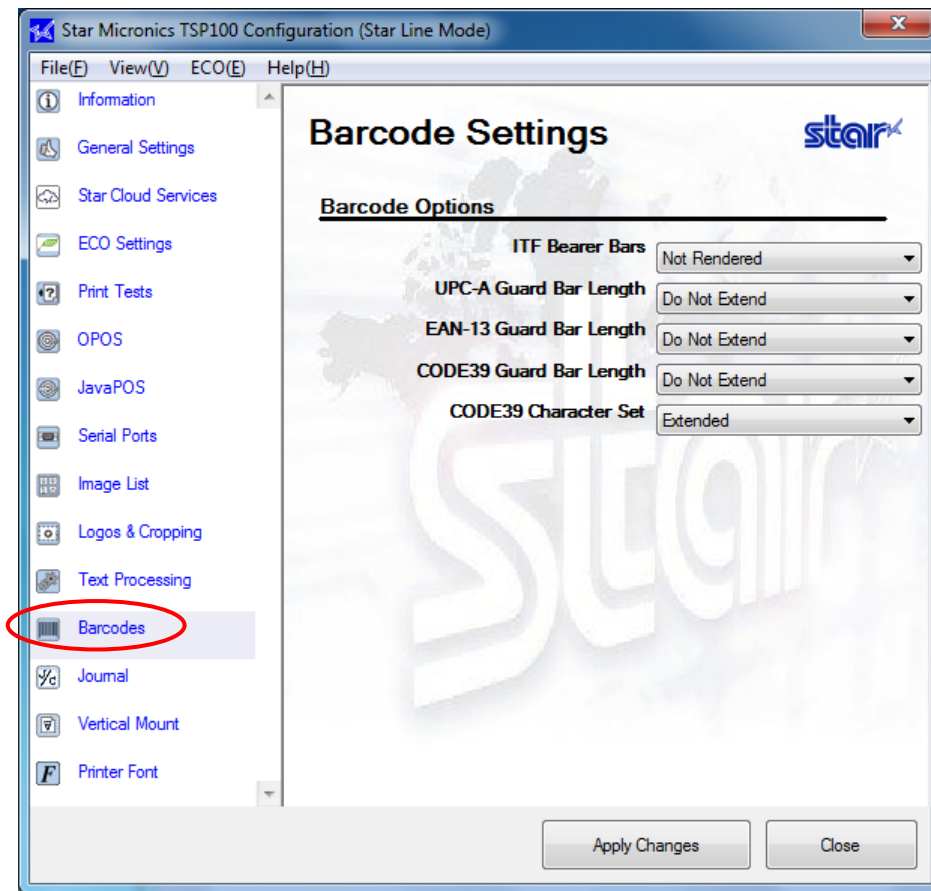 Star Micronics TSP100 Configuration (Star Line Mode)
File(F) View(V) ECO(E) Help(H)
Information
General Settings
Star Cloud Services
ECO Settings
Print Tests
OPOS
JavaPOS
Serial Ports
Image List
Logos & Cropping
Text Processing
Barcodes
Journal
Vertical Mount
Printer Font
Barcode Settings
star
Barcode Options
ITF Bearer Bars Not Rendered
UPC-A Guard Bar Length Do Not Extend
EAN-13 Guard Bar Length Do Not Extend
CODE39 Guard Bar Length Do Not Extend
CODE39 Character Set Extended
star
Apply Changes Close